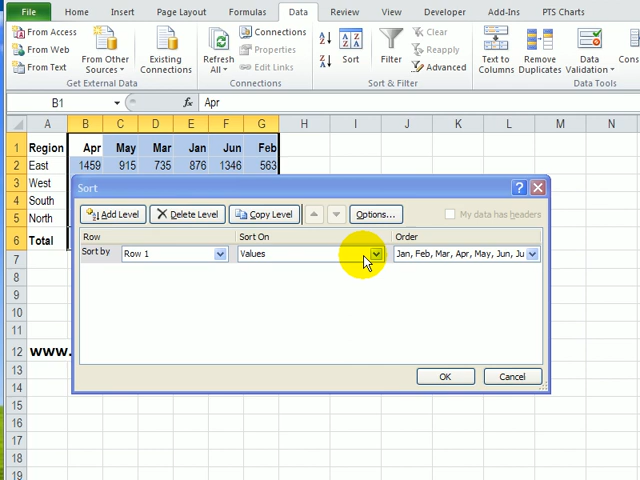 File Home Insert Page Layout Formulas Data Review View Developer Add-Ins PTS Charts
From Access
From Web
From Text
From Other Sources
Existing Connections
Refresh All
Connections
Properties
Edit Links
Sort
Filter
Clear
Reapply
Advanced
Text to Columns
Remove Duplicates
Data Validation
Cons
Get External Data Connections Sort & Filter Data Tools
B1 fx Apr
A B C D E F G H I J K L M N
1 Region Apr May Mar Jan Jun Feb
2 East 1459 915 735 876 1346 563
3 West
4 South
5 North
6 Total
7
8
9
10
11
12 www.
13
14
15
16
17
18
19
Sort
Add Level Delete Level Copy Level Options... My data has headers
Row Sort On Order
Sort by Row 1 Values Jan, Feb, Mar, Apr, May, Jun, Ju
OK Cancel